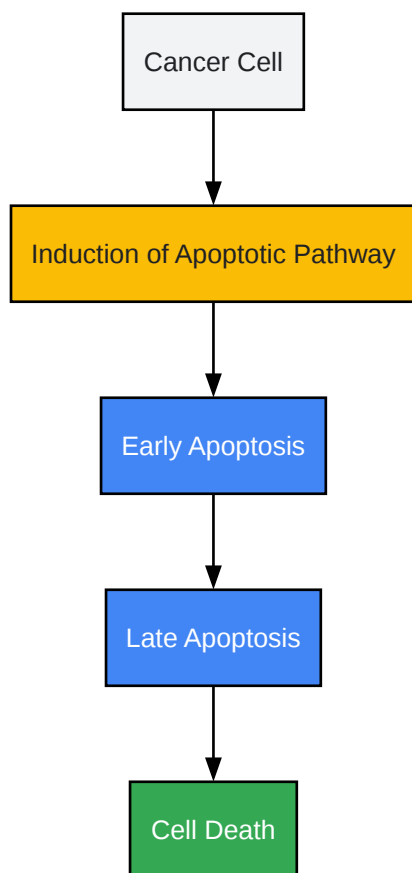 Cancer Cell
Induction of Apoptotic Pathway
Early Apoptosis
Late Apoptosis
Cell Death